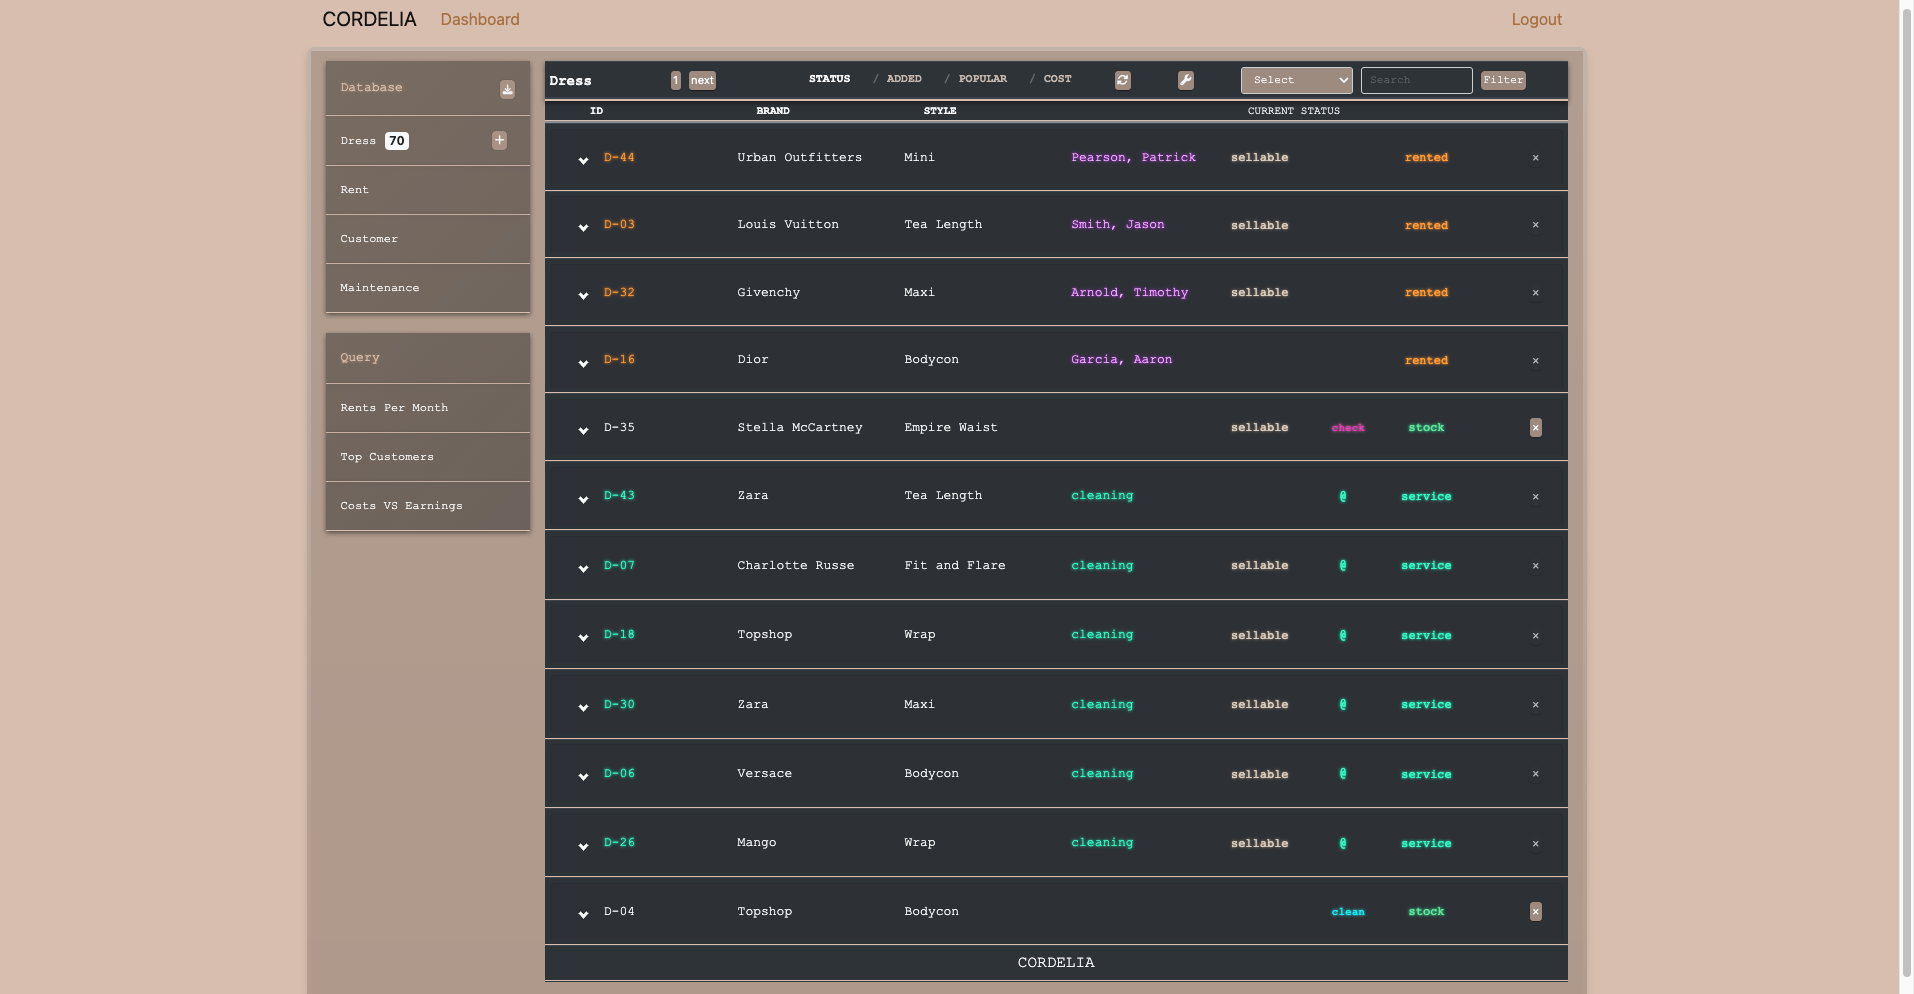 CORDELIA Dashboard Logout
Database
Dress 70 +
Rent
Customer
Maintenance
Query
Rents Per Month
Top Customers
Costs VS Earnings
Dress 1 next STATUS / ADDED / POPULAR / COST Select Search Filter
ID BRAND STYLE CURRENT STATUS
D-44 Urban Outfitters Mini Pearson, Patrick sellable rented ×
D-03 Louis Vuitton Tea Length Smith, Jason sellable rented ×
D-32 Givenchy Maxi Arnold, Timothy sellable rented ×
D-16 Dior Bodycon Garcia, Aaron rented ×
D-35 Stella McCartney Empire Waist sellable check stock ×
D-43 Zara Tea Length cleaning @ service ×
D-07 Charlotte Russe Fit and Flare cleaning sellable @ service ×
D-18 Topshop Wrap cleaning sellable @ service ×
D-30 Zara Maxi cleaning sellable @ service ×
D-06 Versace Bodycon cleaning sellable @ service ×
D-26 Mango Wrap cleaning sellable @ service ×
D-04 Topshop Bodycon clean stock ×
CORDELIA